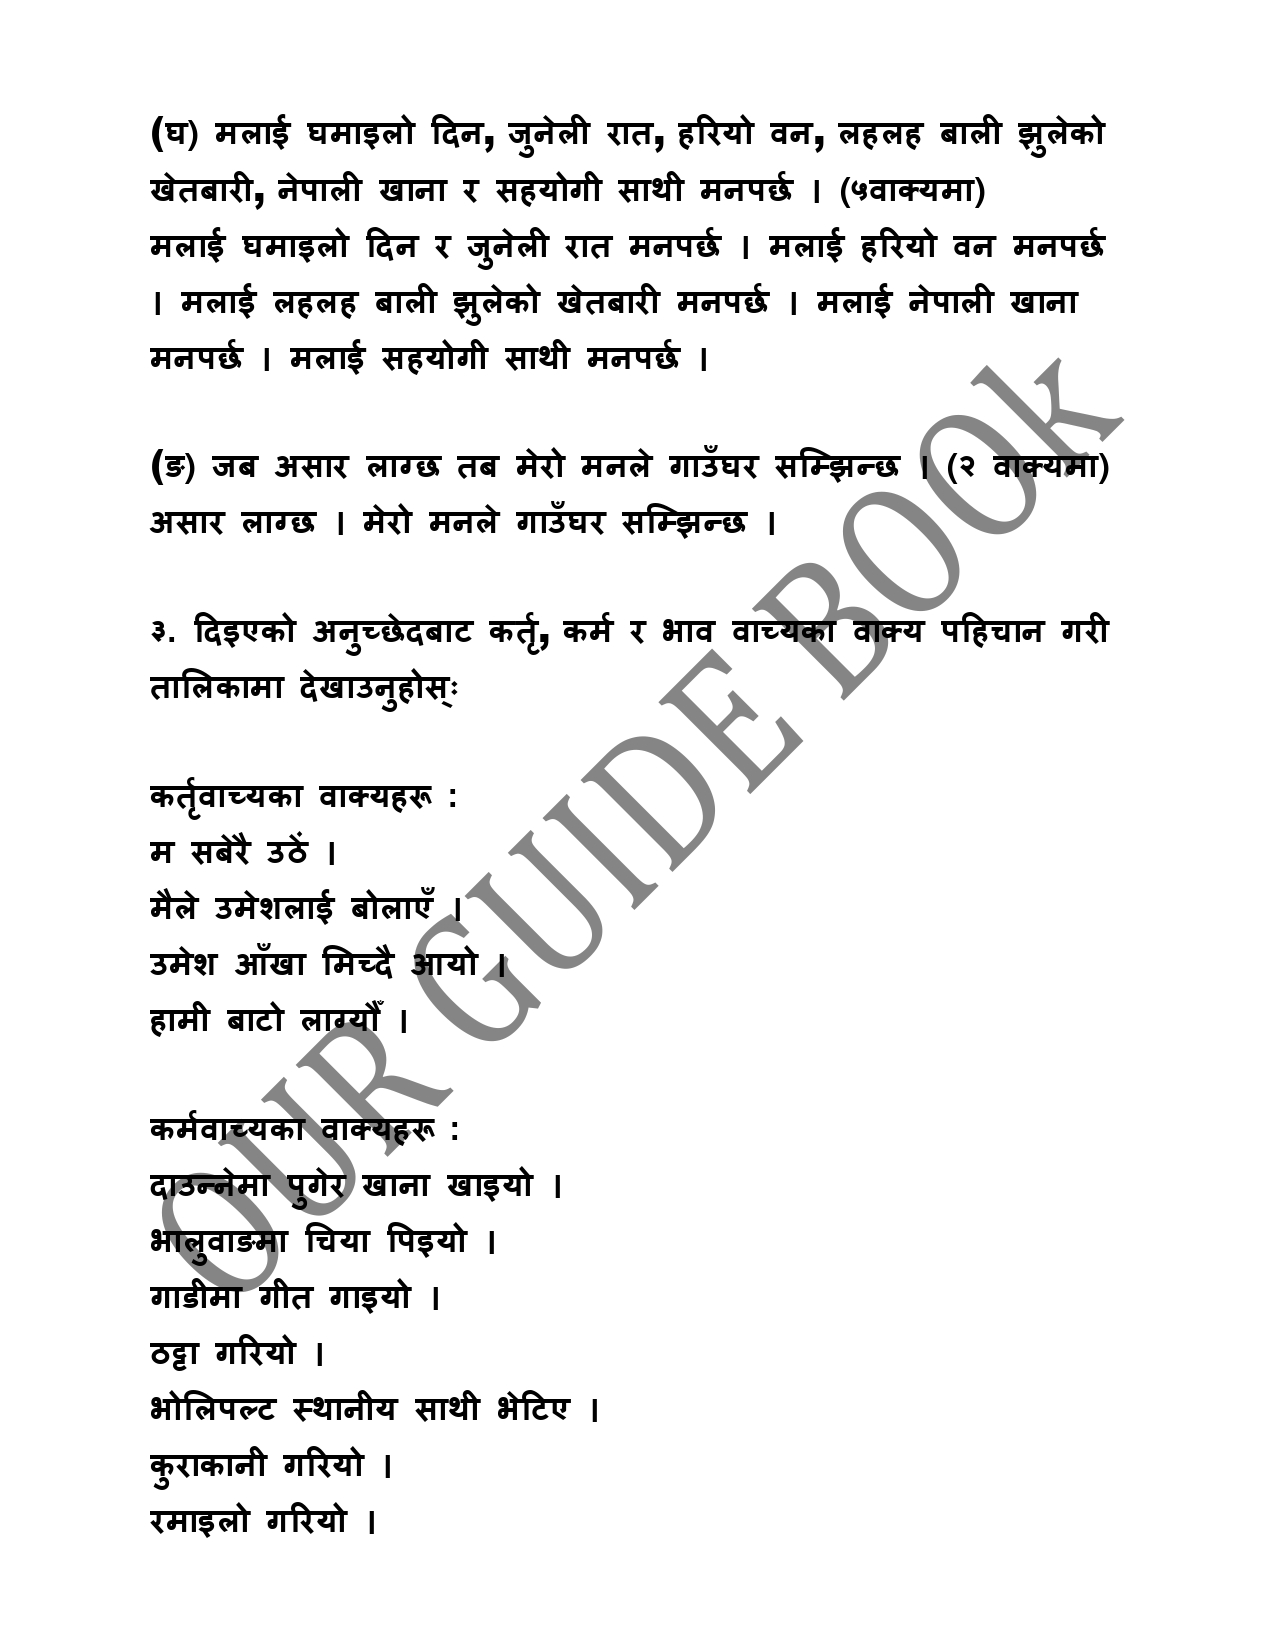 (घ) मलाई घमाइलो दिन, जुनेली रात, हरियो वन, लहलह बाली झुलेको
खेतबारी, नेपाली खाना र सहयोगी साथी मनपर्छ । (५वाक्यमा)
मलाई घमाइलो दिन र जुनेली रात मनपर्छ । मलाई हरियो वन मनपर्छ
। मलाई लहलह बाली झुलेको खेतबारी मनपर्छ । मलाई नेपाली खाना
मनपर्छ । मलाई सहयोगी साथी मनपर्छ ।
(ङ) जब असार लाग्छ तब मेरो मनले गाउँघर सम्झिन्छ । (२ वाक्यमा)
असार लाग्छ । मेरो मनले गाउँघर सम्झिन्छ ।
३. दिइएको अनुच्छेदबाट कर्तृ, कर्म र भाव वाच्यका वाक्य पहिचान गरी
तालिकामा देखाउनुहोस्ः
कर्तृवाच्यका वाक्यहरू :
म सबेरै उठें ।
मैले उमेशलाई बोलाएँ ।
उमेश आँखा मिच्दै आयो ।
हामी बाटो लाग्यौँ ।
कर्मवाच्यका वाक्यहरू :
दाउन्नेमा पुगेर खाना खाइयो ।
भालुवाङमा चिया पिइयो ।
गाडीमा गीत गाइयो ।
ठट्टा गरियो ।
भोलिपल्ट स्थानीय साथी भेटिए ।
कुराकानी गरियो ।
रमाइलो गरियो ।
OUR GUIDE BOOk